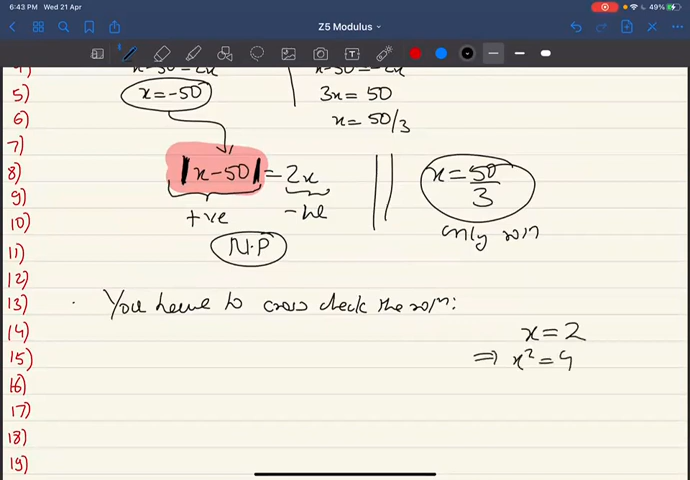 6:43 PM Wed 21 Apr
49%
Z5 Modulus
5) x = -50
3x = 50
6) x = 50/3
7)
8) |x-50| = 2x
x = 50/3
9)
10) +ve -ve
only soln
11) N.P
12)
13) You have to cross check the soln:
14) x = 2
15) ⇒ x² = 4
16)
17)
18)
19)